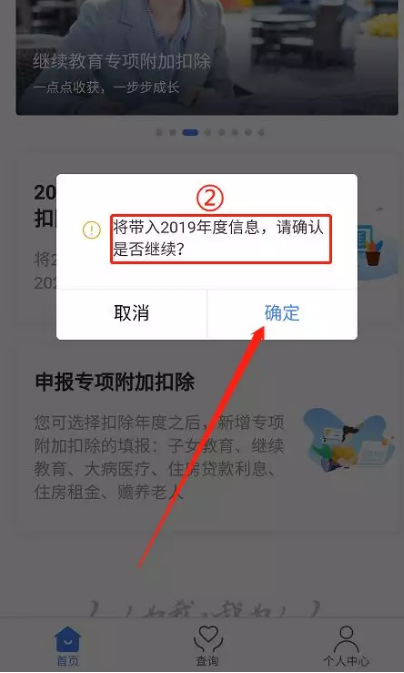 继续教育专项附加扣除
一点点收获，一步步成长
②
20
扣
将带入2019年度信息，请确认
是否继续？
将2
202
取消
确定
申报专项附加扣除
您可选择扣除年度之后，新增专项
附加扣除的填报：子女教育、继续
教育、大病医疗、住房贷款利息、
住房租金、赡养老人
首页
查询
个人中心